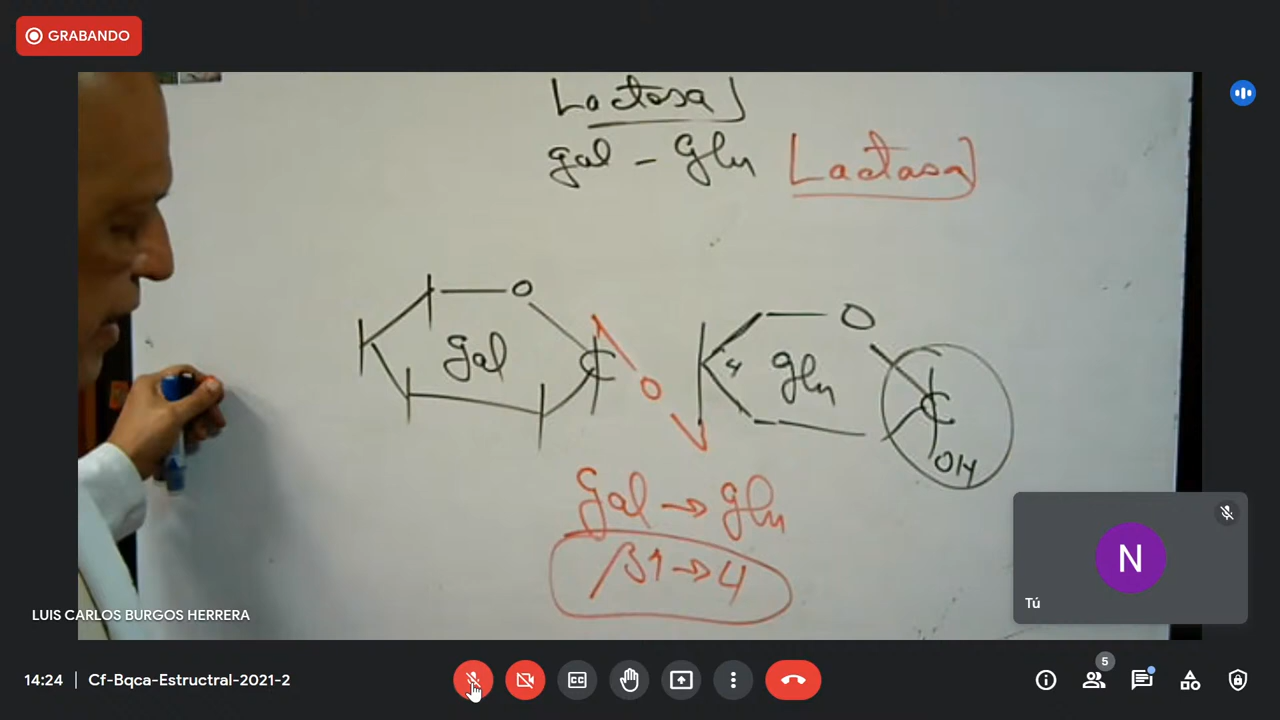 GRABANDO
Lactosa
gal - Glu Lactasa
O
gal C O 4 glu O C
OH
Gal → glu
β1→4
N
Tú
LUIS CARLOS BURGOS HERRERA
14:24 | Cf-Bqca-Estructral-2021-2
5